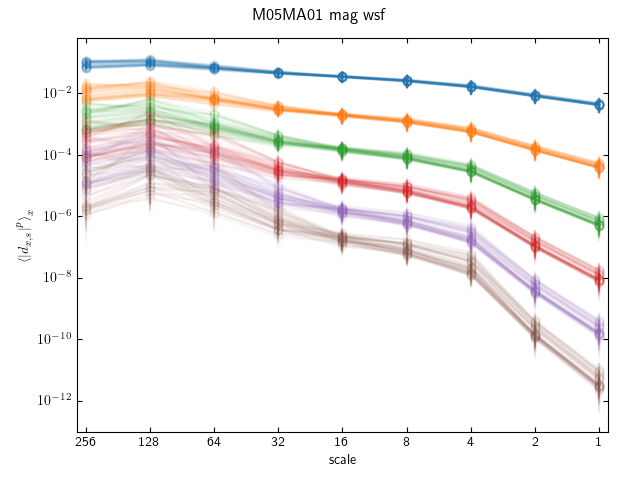 M05MA01 mag wsf
⟨|d_{x,s}|^p⟩_x
10^{-2}
10^{-4}
10^{-6}
10^{-8}
10^{-10}
10^{-12}
256 128 64 32 16 8 4 2 1
scale